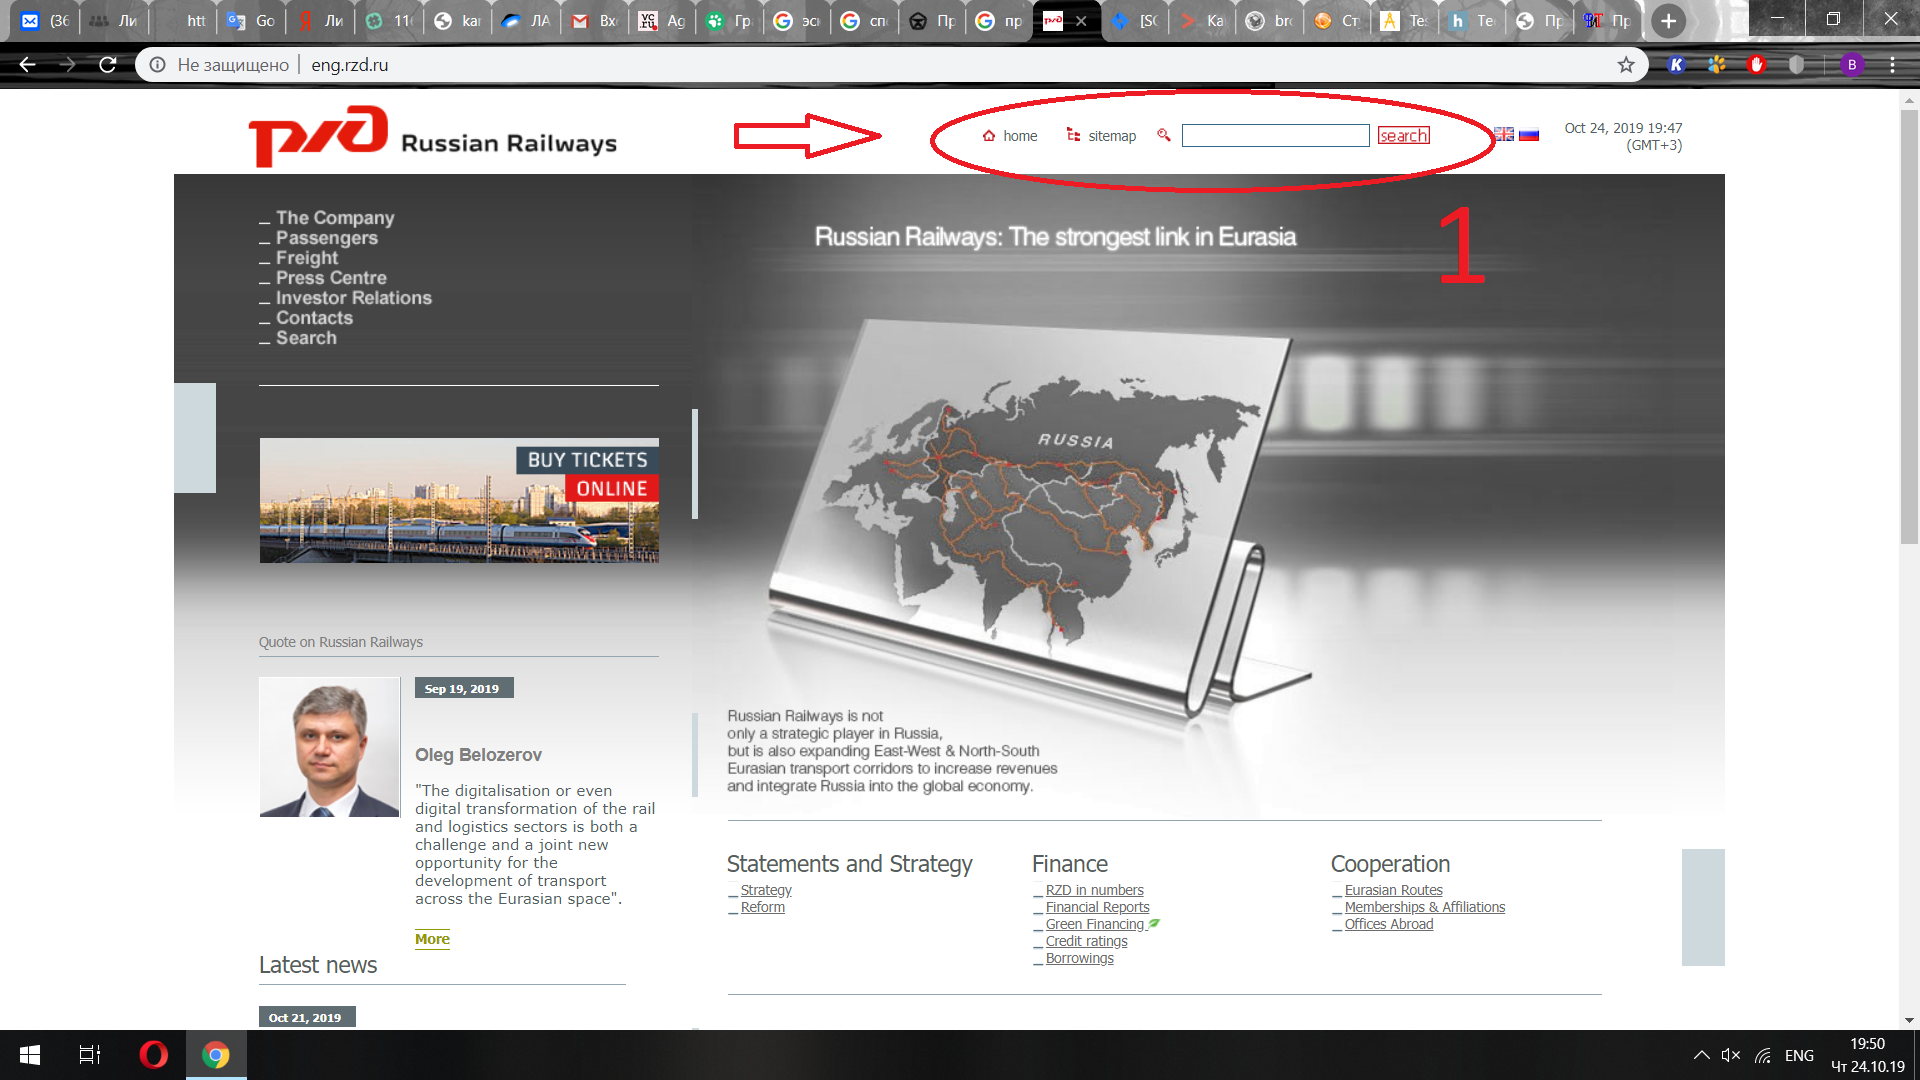 (36
Ли
htt
Go
Ли
110
kar
ЛА
Вхо
Ag
Гра
эск
спо
Пр
пр
[SC
Ка
bro
Ст
Тес
Тес
Пр
Пр
Не защищено | eng.rzd.ru
В
Russian Railways
home
sitemap
search
Oct 24, 2019 19:47
(GMT+3)
1
_ The Company
_ Passengers
_ Freight
_ Press Centre
_ Investor Relations
_ Contacts
_ Search
Russian Railways: The strongest link in Eurasia
RUSSIA
BUY TICKETS
ONLINE
Quote on Russian Railways
Sep 19, 2019
Oleg Belozerov
"The digitalisation or even
digital transformation of the rail
and logistics sectors is both a
challenge and a joint new
opportunity for the
development of transport
across the Eurasian space".
More
Russian Railways is not
only a strategic player in Russia,
but is also expanding East-West & North-South
Eurasian transport corridors to increase revenues
and integrate Russia into the global economy.
Statements and Strategy
_ Strategy
_ Reform
Finance
_ RZD in numbers
_ Financial Reports
_ Green Financing
_ Credit ratings
_ Borrowings
Cooperation
_ Eurasian Routes
_ Memberships & Affiliations
_ Offices Abroad
Latest news
Oct 21, 2019
ENG
19:50
Чт 24.10.19